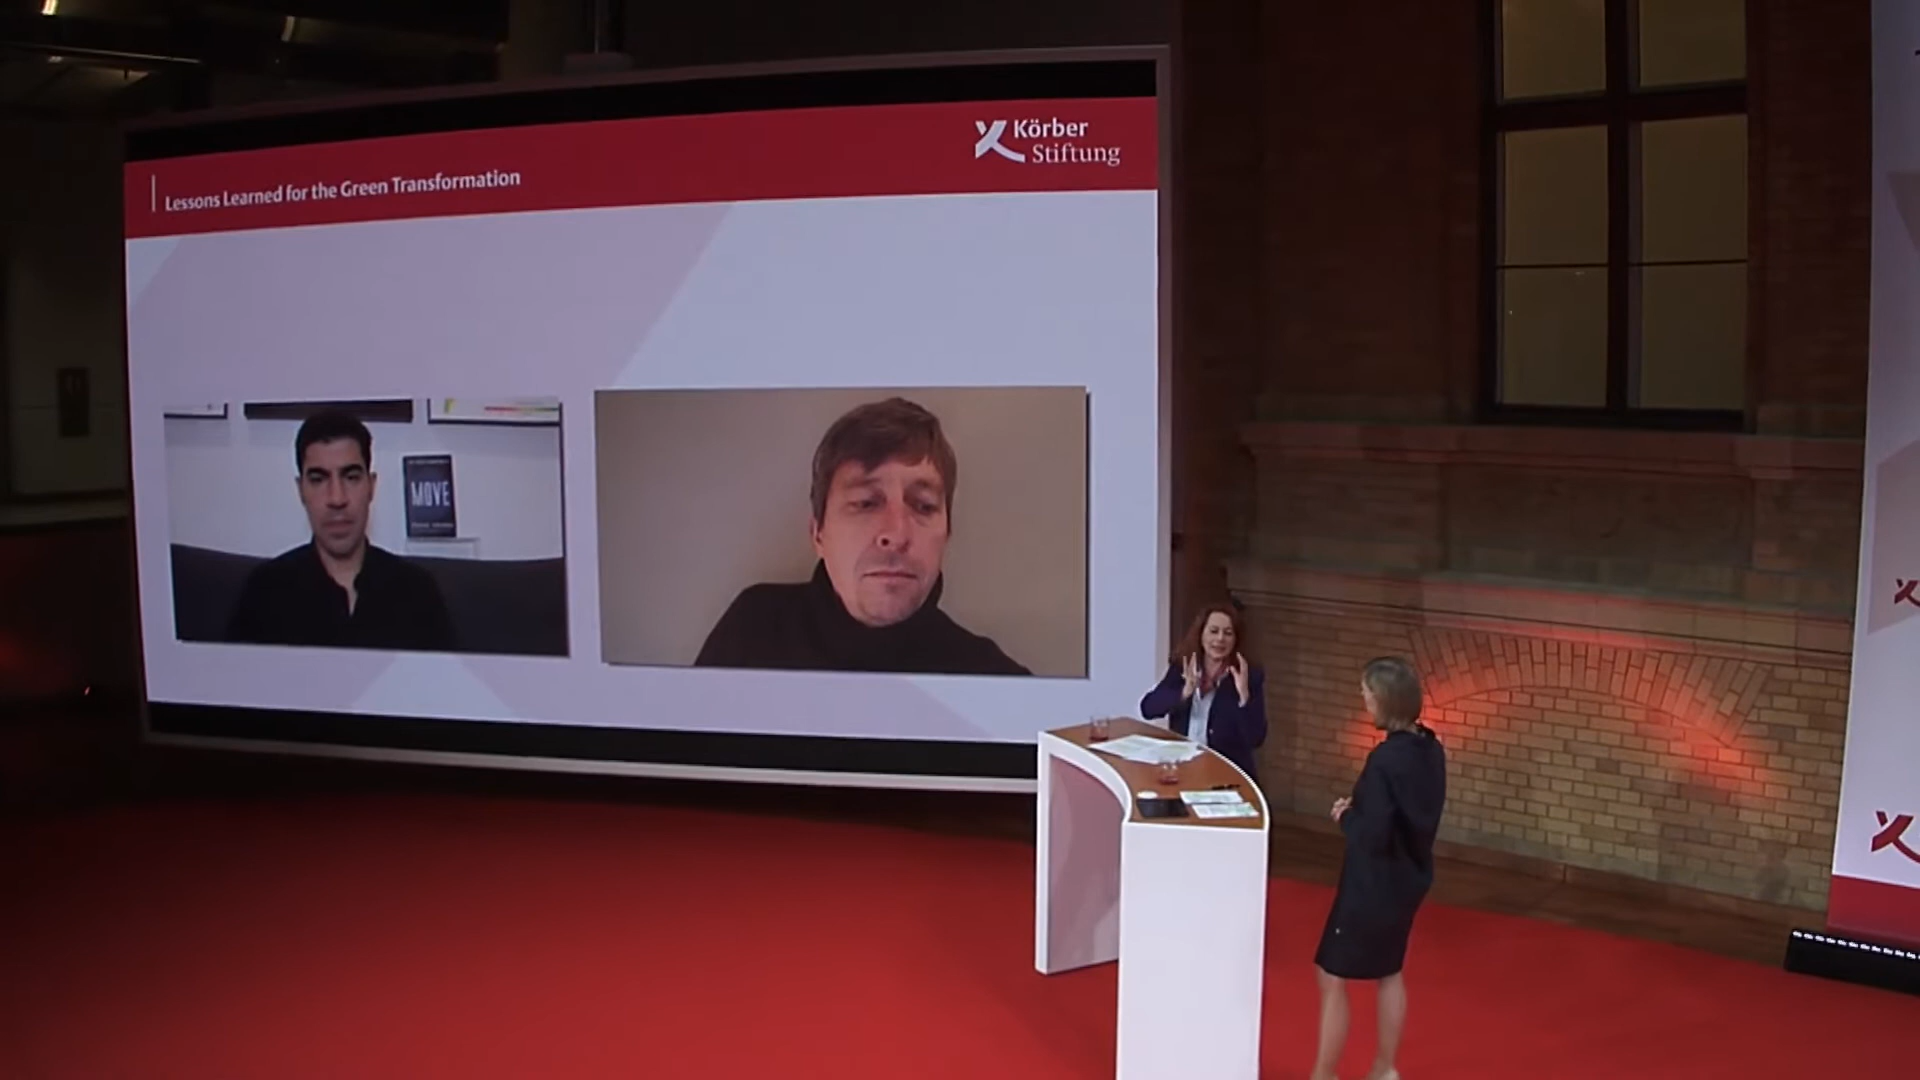 Körber
Stiftung
Lessons Learned for the Green Transformation
MOVE